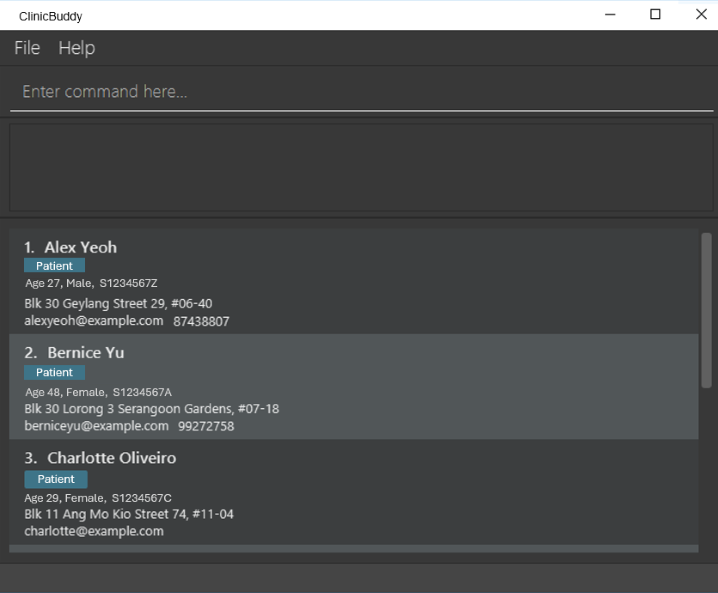 ClinicBuddy
File Help
Enter command here...
1. Alex Yeoh
Patient
Age 27, Male, S1234567Z
Blk 30 Geylang Street 29, #06-40
alexyeoh@example.com 87438807
2. Bernice Yu
Patient
Age 48, Female, S1234567A
Blk 30 Lorong 3 Serangoon Gardens, #07-18
berniceyu@example.com 99272758
3. Charlotte Oliveiro
Patient
Age 29, Female, S1234567C
Blk 11 Ang Mo Kio Street 74, #11-04
charlotte@example.com